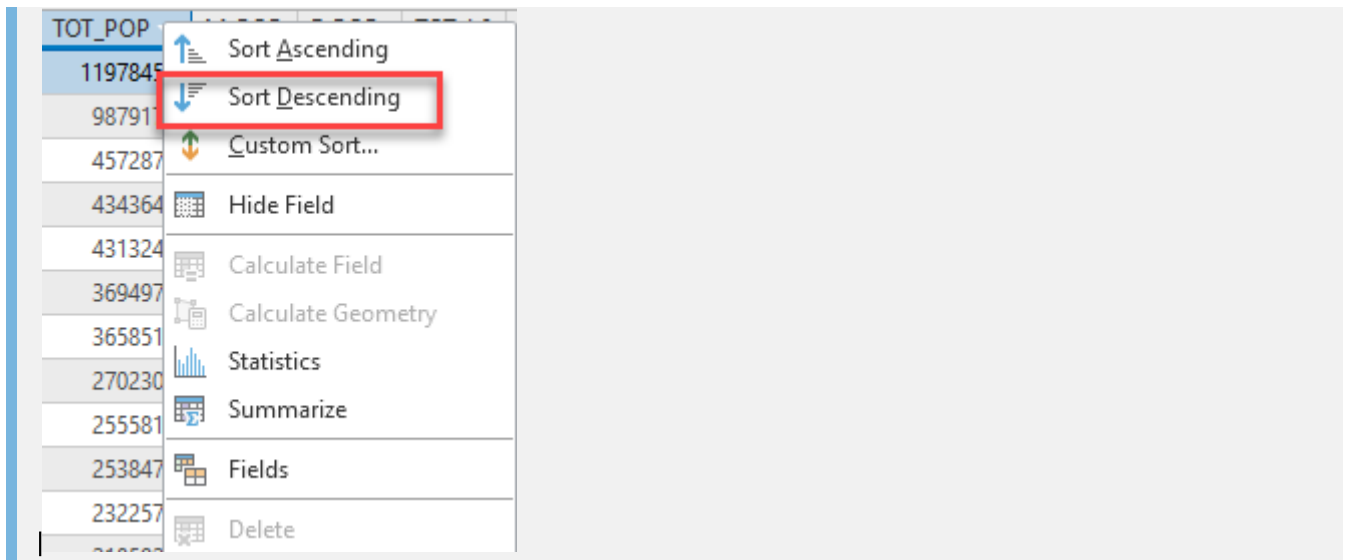 TOT_POP
1197845
98791
457287
434364
431324
369497
365851
270230
255581
253847
232257
Sort Ascending
Sort Descending
Custom Sort...
Hide Field
Calculate Field
Calculate Geometry
Statistics
Summarize
Fields
Delete